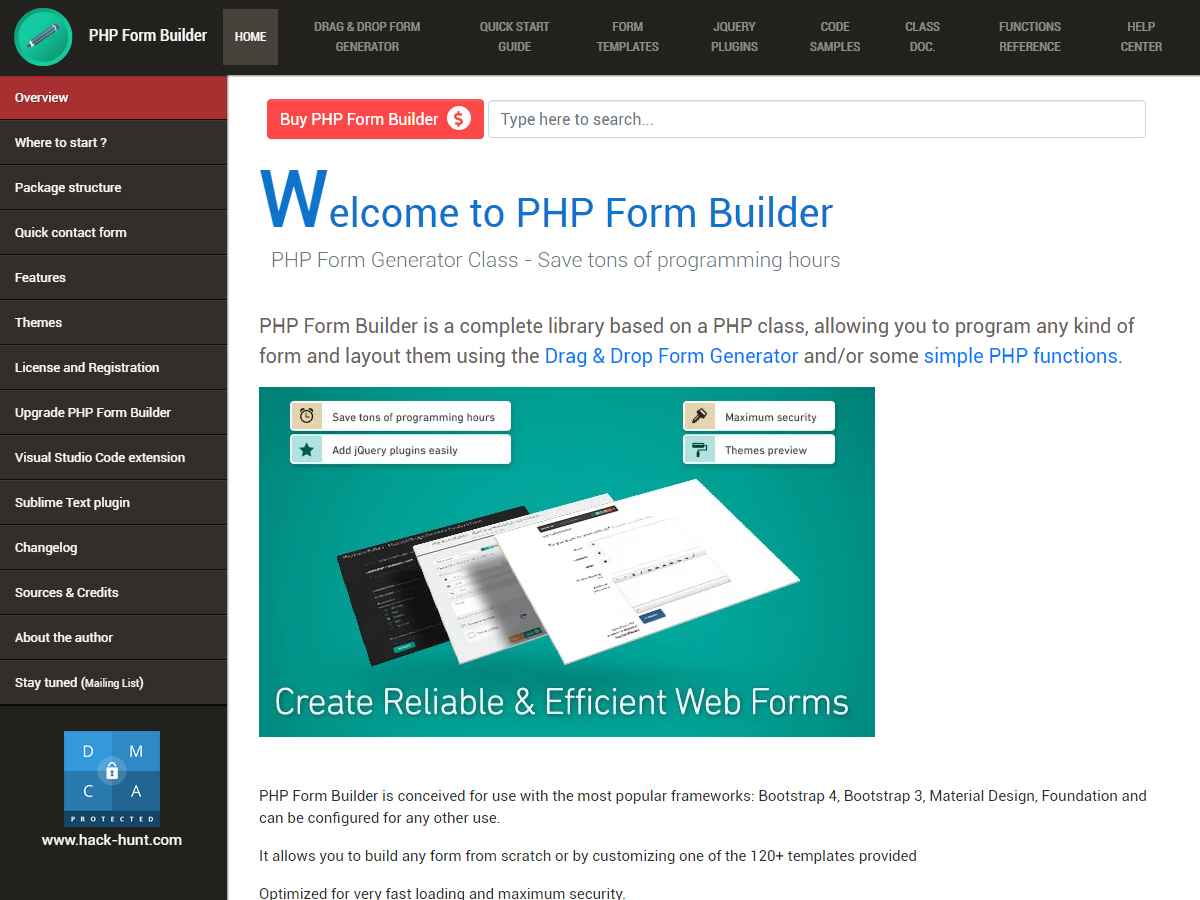 PHP Form Builder
HOME
DRAG & DROP FORM
GENERATOR
QUICK START
GUIDE
FORM
TEMPLATES
JQUERY
PLUGINS
CODE
SAMPLES
CLASS
DOC.
FUNCTIONS
REFERENCE
HELP
CENTER
Overview
Where to start ?
Package structure
Quick contact form
Features
Themes
License and Registration
Upgrade PHP Form Builder
Visual Studio Code extension
Sublime Text plugin
Changelog
Sources & Credits
About the author
Stay tuned (Mailing List)
D M
C A
PROTECTED
www.hack-hunt.com
Buy PHP Form Builder $
Type here to search...
Welcome to PHP Form Builder
PHP Form Generator Class - Save tons of programming hours
PHP Form Builder is a complete library based on a PHP class, allowing you to program any kind of
form and layout them using the Drag & Drop Form Generator and/or some simple PHP functions.
Save tons of programming hours
Add jQuery plugins easily
Maximum security
Themes preview
Create Reliable & Efficient Web Forms
PHP Form Builder is conceived for use with the most popular frameworks: Bootstrap 4, Bootstrap 3, Material Design, Foundation and
can be configured for any other use.
It allows you to build any form from scratch or by customizing one of the 120+ templates provided
Optimized for very fast loading and maximum security.